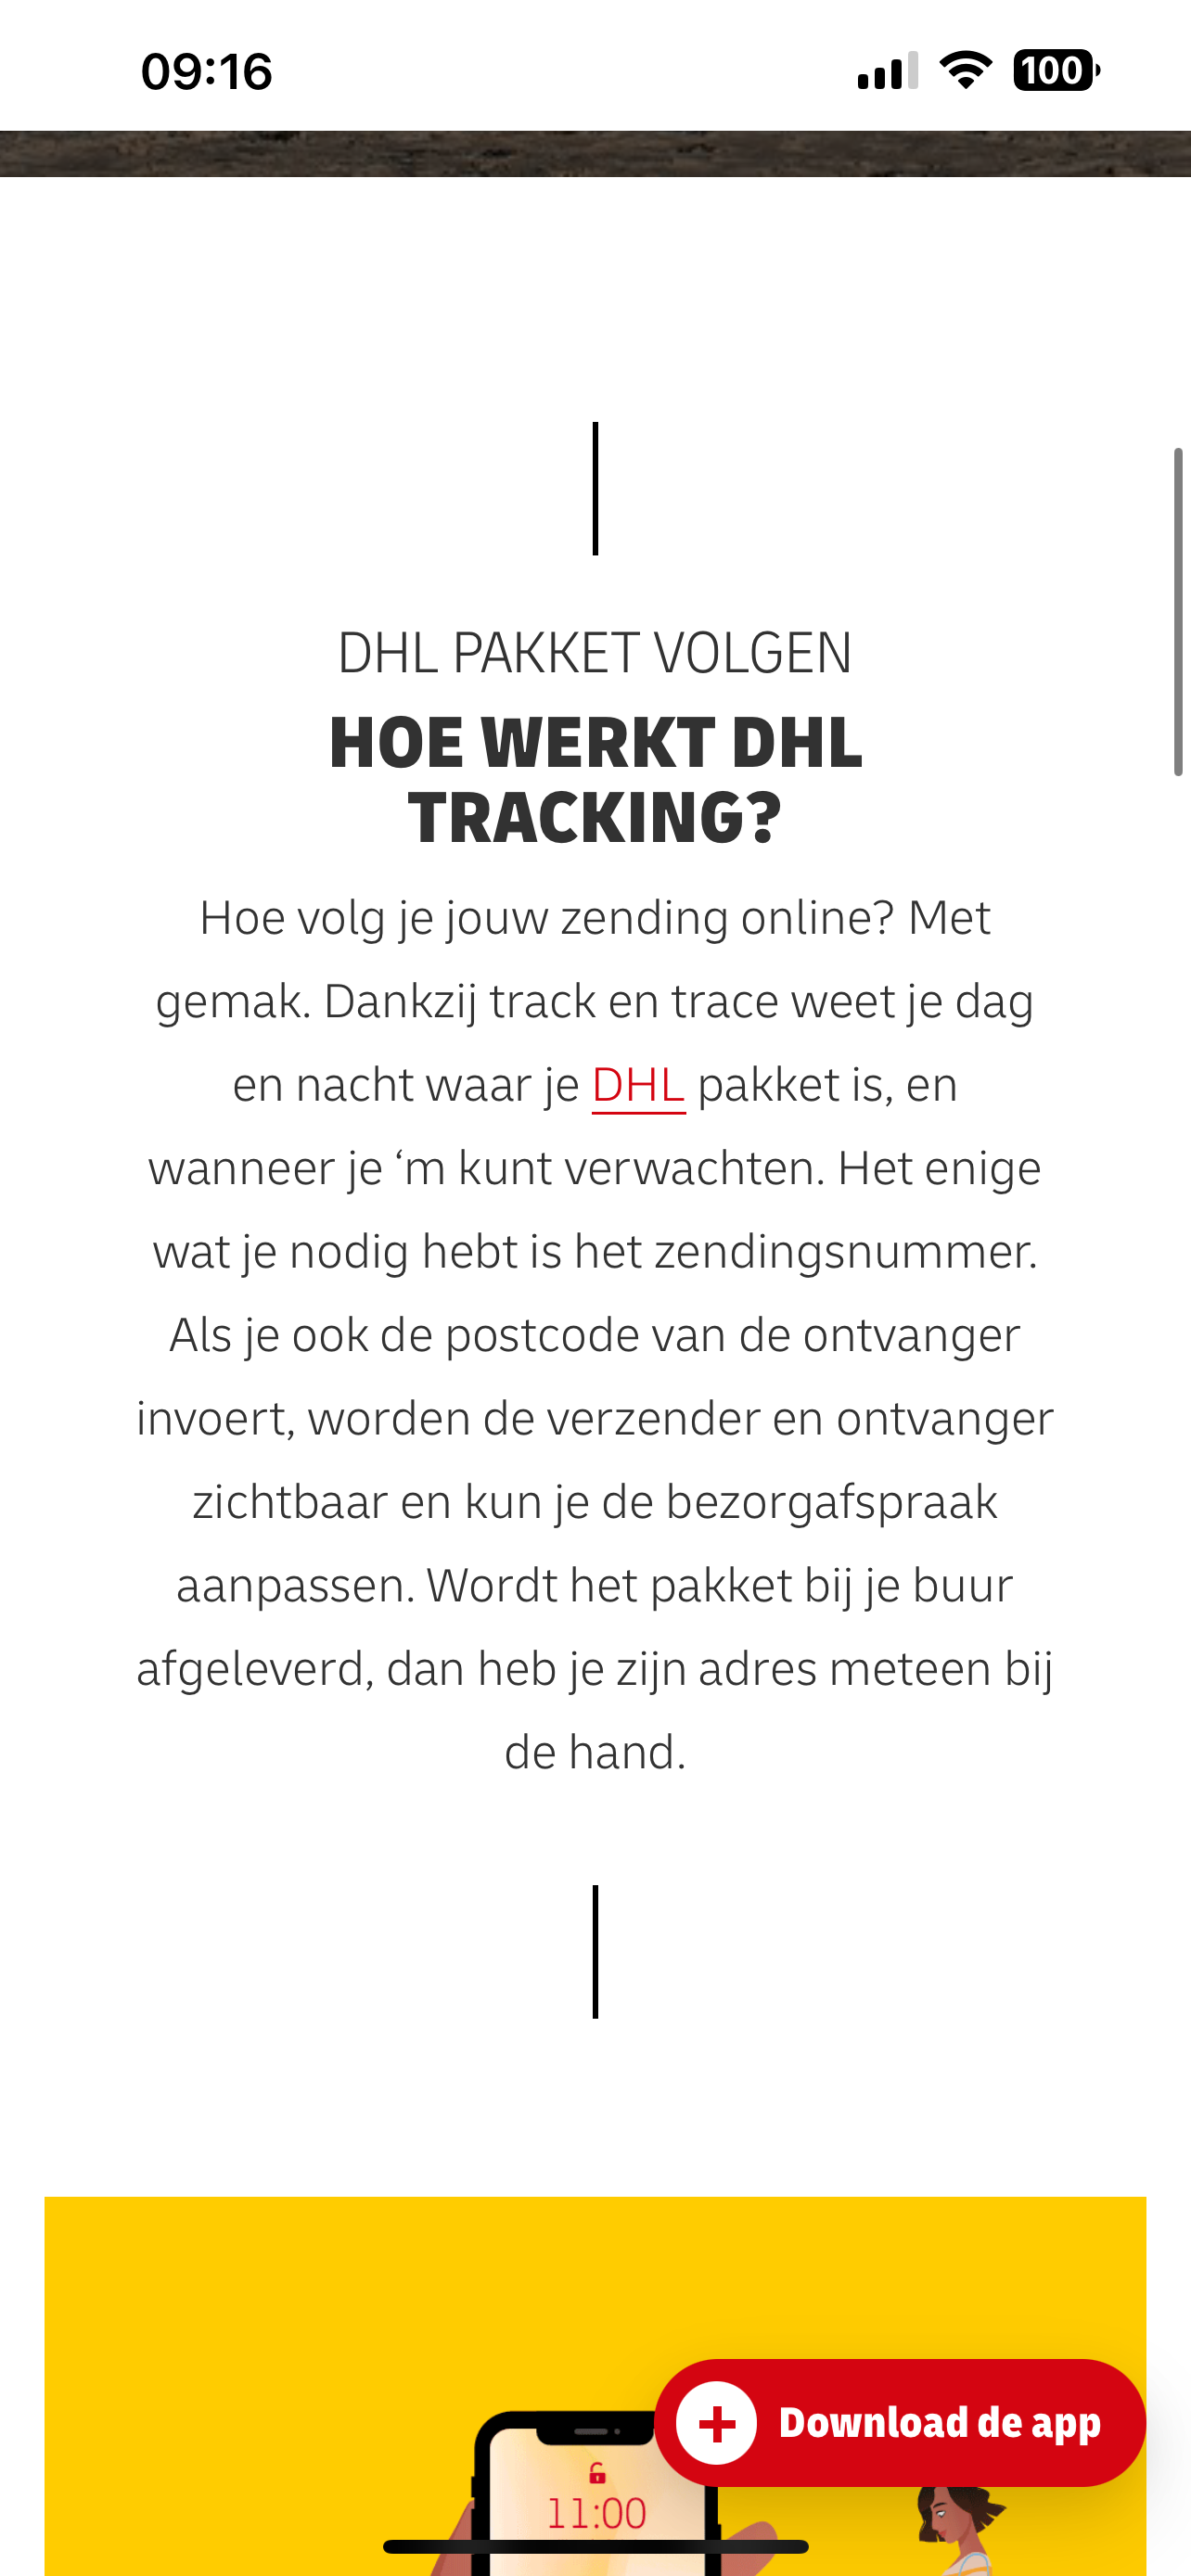 09:16
100
DHL PAKKET VOLGEN
HOE WERKT DHL
TRACKING?
Hoe volg je jouw zending online? Met
gemak. Dankzij track en trace weet je dag
en nacht waar je DHL pakket is, en
wanneer je ‘m kunt verwachten. Het enige
wat je nodig hebt is het zendingsnummer.
Als je ook de postcode van de ontvanger
invoert, worden de verzender en ontvanger
zichtbaar en kun je de bezorgafspraak
aanpassen. Wordt het pakket bij je buur
afgeleverd, dan heb je zijn adres meteen bij
de hand.
Download de app
11:00